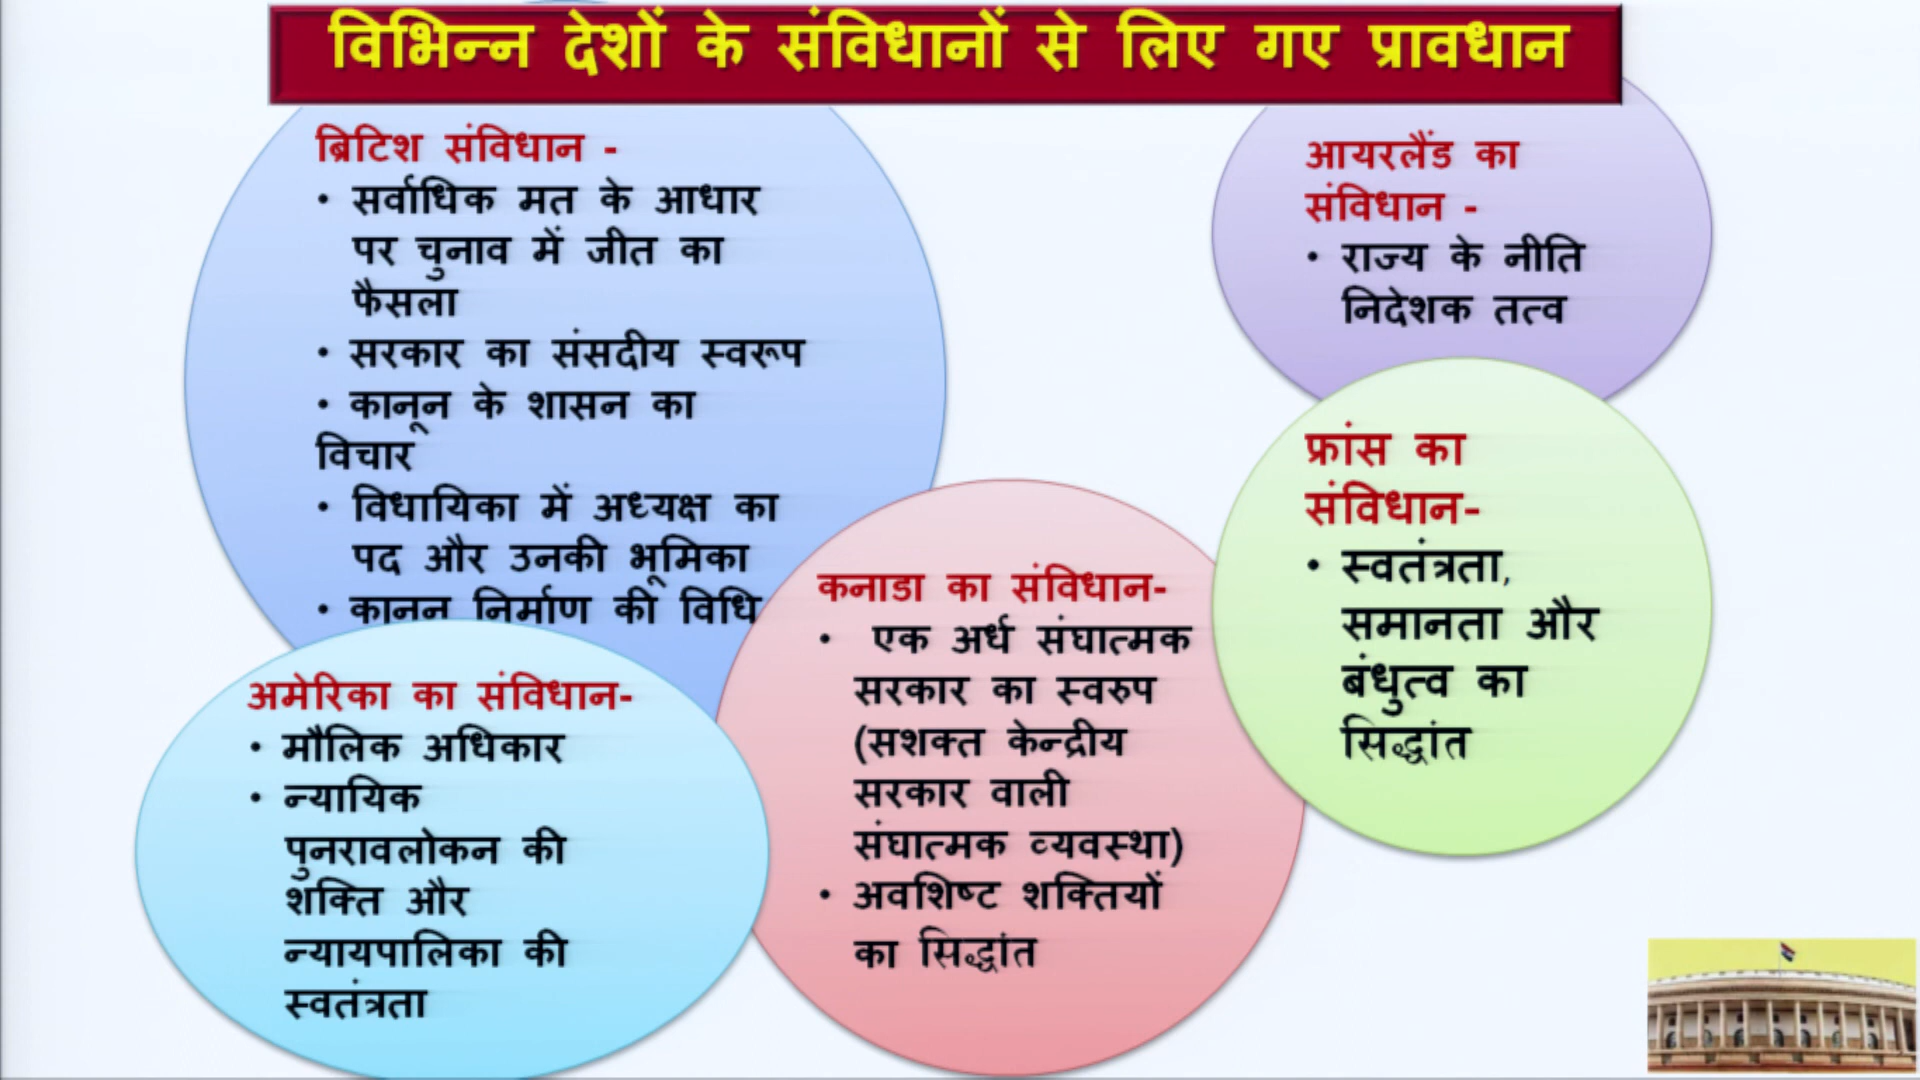 विभिन्न देशों के संविधानों से लिए गए प्रावधान
ब्रिटिश संविधान -
• सर्वाधिक मत के आधार
पर चुनाव में जीत का
फैसला
• सरकार का संसदीय स्वरूप
• कानून के शासन का
विचार
• विधायिका में अध्यक्ष का
पद और उनकी भूमिका
• कानून निर्माण की विधि
अमेरिका का संविधान-
• मौलिक अधिकार
• न्यायिक
पुनरावलोकन की
शक्ति और
न्यायपालिका की
स्वतंत्रता
कनाडा का संविधान-
• एक अर्ध संघात्मक
सरकार का स्वरुप
(सशक्त केन्द्रीय
सरकार वाली
संघात्मक व्यवस्था)
• अवशिष्ट शक्तियों
का सिद्धांत
आयरलैंड का
संविधान -
• राज्य के नीति
निदेशक तत्व
फ्रांस का
संविधान-
• स्वतंत्रता,
समानता और
बंधुत्व का
सिद्धांत